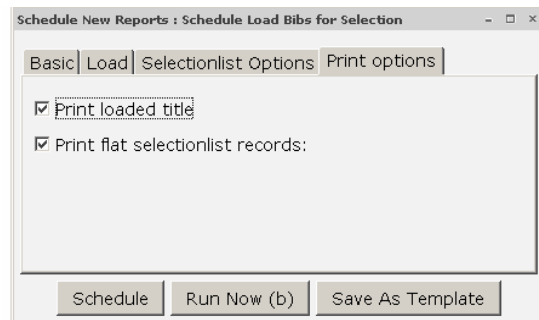 Schedule New Reports : Schedule Load Bibs for Selection
Basic Load Selectionlist Options Print options
Print loaded title
Print flat selectionlist records:
Schedule Run Now (b) Save As Template